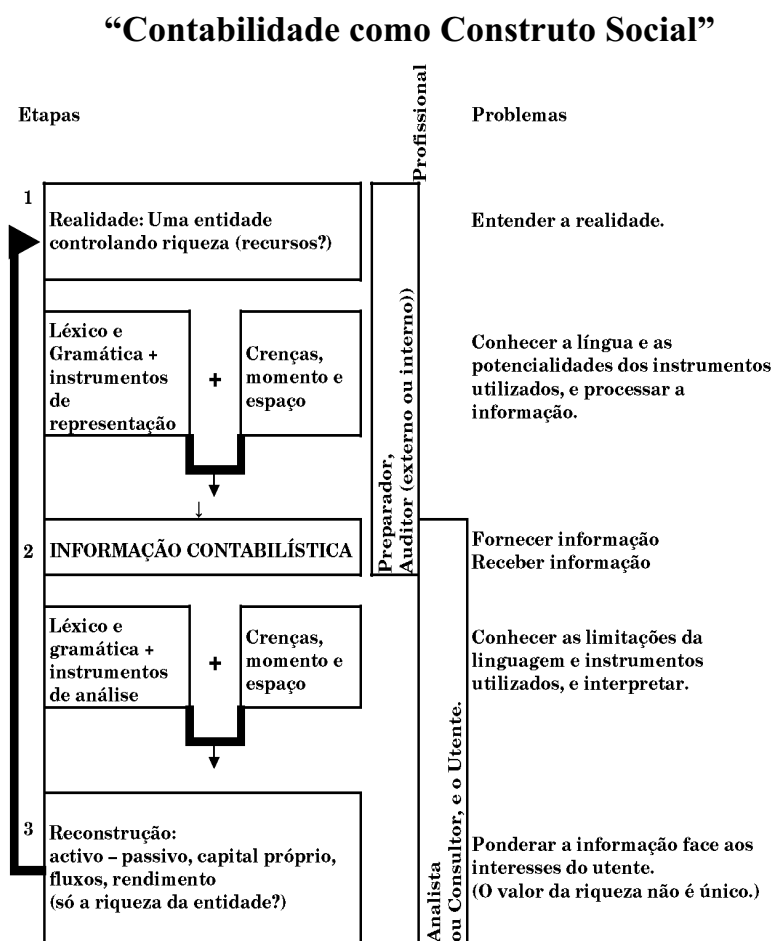 “Contabilidade como Construto Social”
Etapas
Profissional
Problemas
1
Realidade: Uma entidade
controlando riqueza (recursos?)
Entender a realidade.
Léxico e
Gramática +
instrumentos
de
representação
+
Crenças,
momento e
espaço
Conhecer a língua e as
potencialidades dos instrumentos
utilizados, e processar a
informação.
Preparador,
Auditor (externo ou interno))
↓
2
INFORMAÇÃO CONTABILÍSTICA
Fornecer informação
Receber informação
Léxico e
gramática +
instrumentos
de análise
+
Crenças,
momento e
espaço
Conhecer as limitações da
linguagem e instrumentos
utilizados, e interpretar.
Analista
ou Consultor, e o Utente.
3
Reconstrução:
activo – passivo, capital próprio,
fluxos, rendimento
(só a riqueza da entidade?)
Ponderar a informação face aos
interesses do utente.
(O valor da riqueza não é único.)